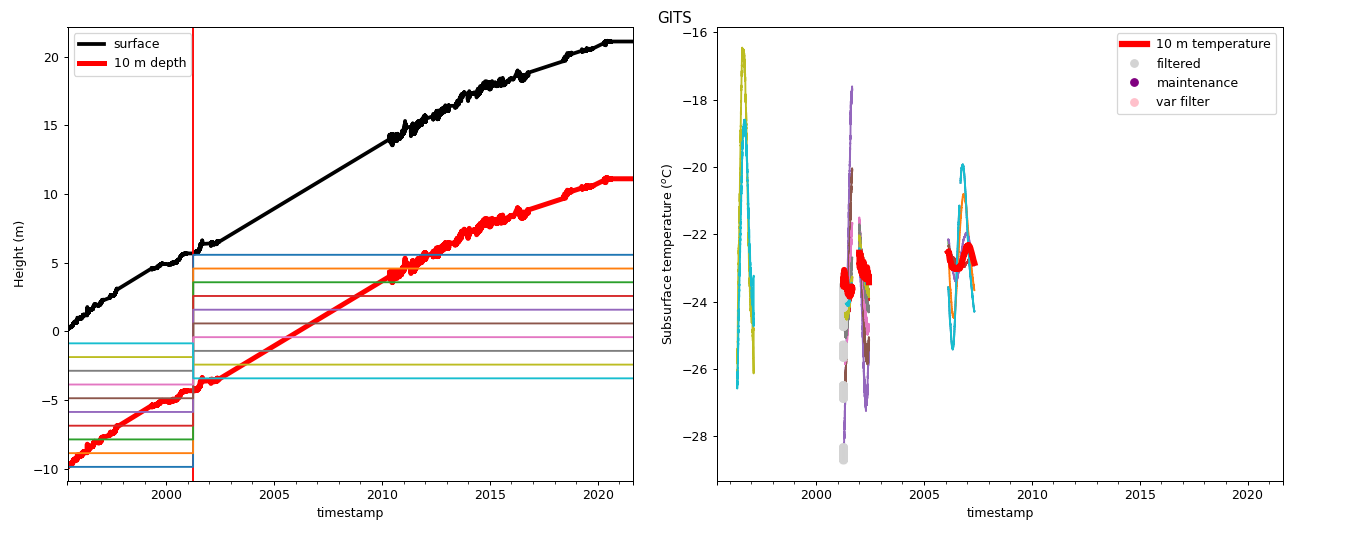 GITS
surface
10 m depth
Height (m)
20
15
10
5
0
−5
−10
2000
2005
2010
2015
2020
timestamp
10 m temperature
filtered
maintenance
var filter
Subsurface temperature (°C)
−16
−18
−20
−22
−24
−26
−28
2000
2005
2010
2015
2020
timestamp